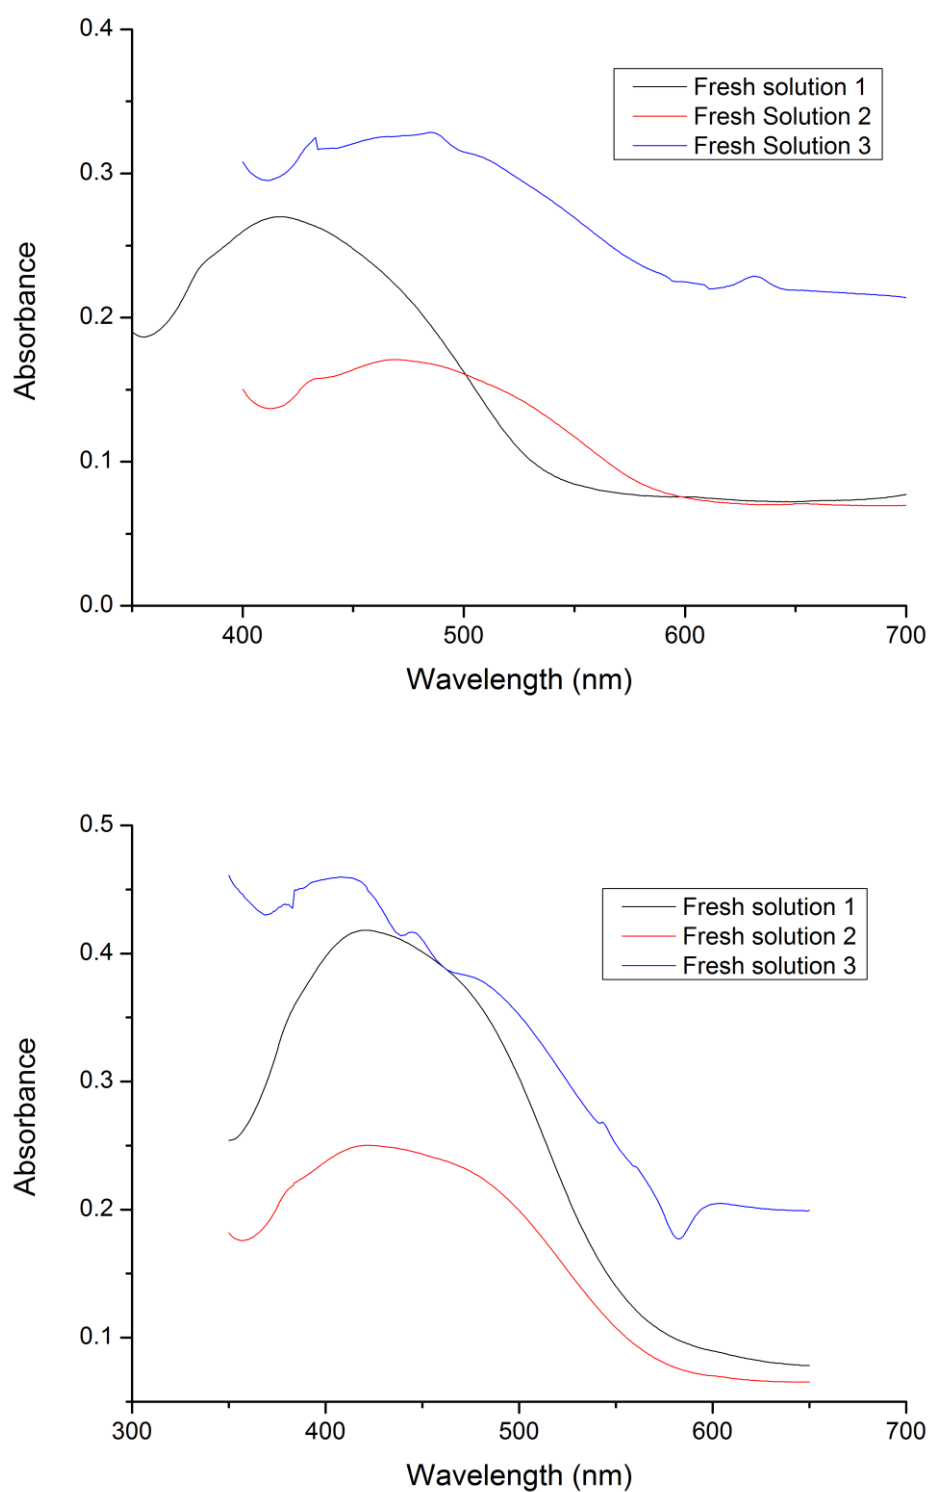 0.4
Fresh solution 1
Fresh Solution 2
Fresh Solution 3
0.3
0.2
0.1
0.0
400 500 600 700
Absorbance
Wavelength (nm)
0.5
Fresh solution 1
Fresh solution 2
Fresh solution 3
0.4
0.3
0.2
0.1
300 400 500 600 700
Absorbance
Wavelength (nm)